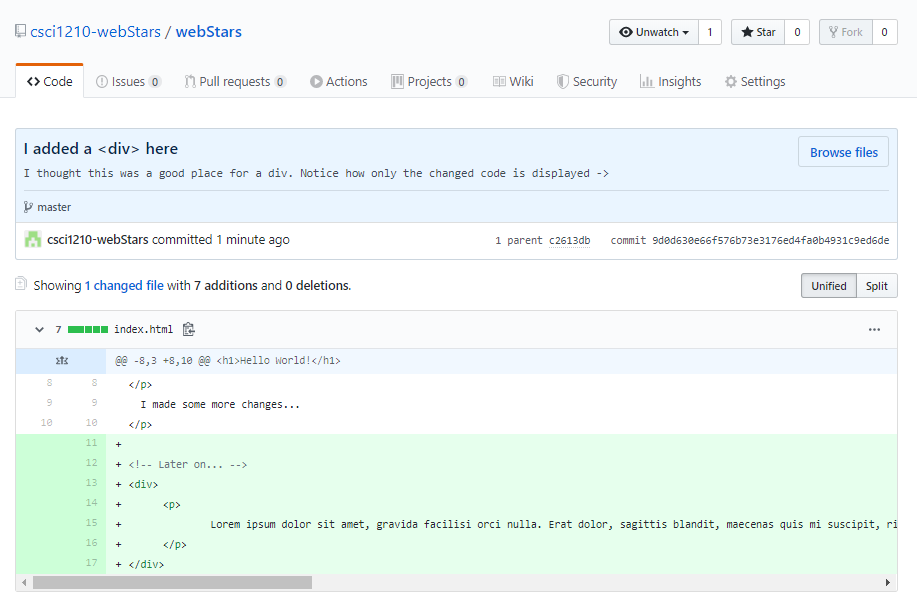 csci1210-webStars / webStars
Unwatch 1 Star 0 Fork 0
Code Issues 0 Pull requests 0 Actions Projects 0 Wiki Security Insights Settings
I added a <div> here
Browse files
I thought this was a good place for a div. Notice how only the changed code is displayed ->
master
csci1210-webStars committed 1 minute ago 1 parent c2613db commit 9d0d630e66f576b73e3176ed4fa0b4931c9ed6de
Showing 1 changed file with 7 additions and 0 deletions. Unified Split
7 index.html
@@ -8,3 +8,10 @@ <h1>Hello World!</h1>
8 8 </p>
9 9 I made some more changes...
10 10 </p>
11 +
12 + <!-- Later on... -->
13 + <div>
14 + <p>
15 + Lorem ipsum dolor sit amet, gravida facilisi orci nulla. Erat dolor, sagittis blandit, maecenas quis mi suscipit, ri
16 + </p>
17 + </div>